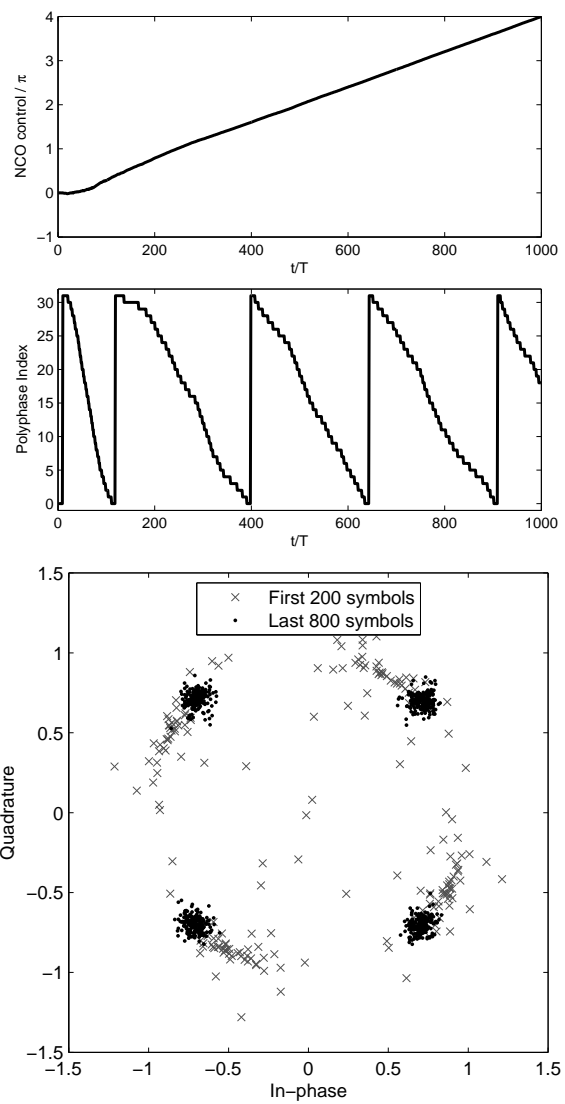 4
3
2
1
0
−1
NCO control / π
0 200 400 600 800 1000
t/T
30
25
20
15
10
5
0
Polyphase Index
0 200 400 600 800 1000
t/T
1.5
1
0.5
0
−0.5
−1
−1.5
Quadrature
First 200 symbols
Last 800 symbols
−1.5 −1 −0.5 0 0.5 1 1.5
In−phase